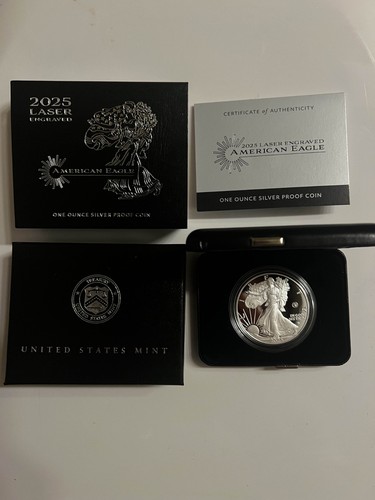 2025
LASER
ENGRAVED
AMERICAN EAGLE
ONE OUNCE SILVER PROOF COIN
CERTIFICATE of AUTHENTICITY
2025 LASER ENGRAVED
AMERICAN EAGLE
ONE OUNCE SILVER PROOF COIN
UNITED STATES MINT